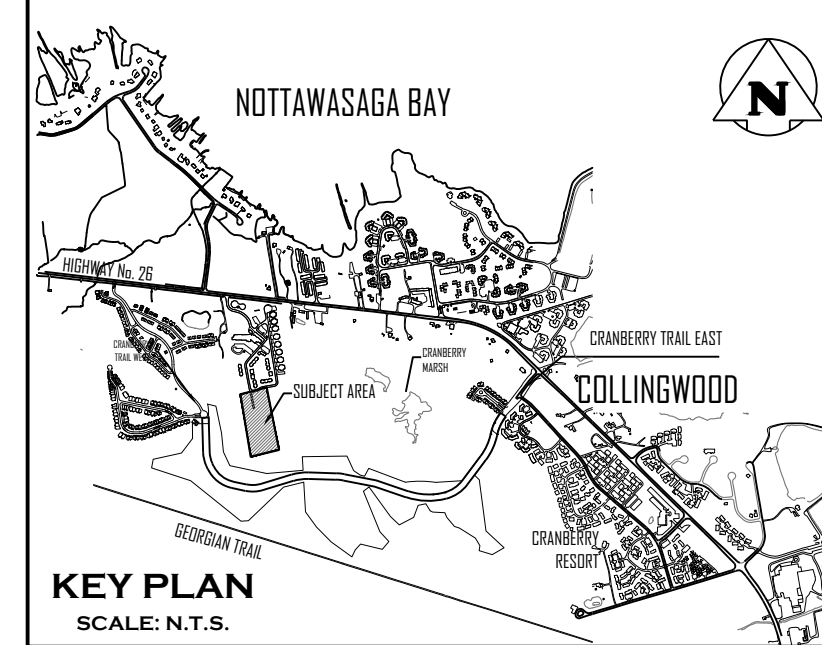 NOTTAWASAGA BAY
N
HIGHWAY No. 26
CRANBERRY TRAIL EAST
CRANBERRY
MARSH
TRAIL
SUBJECT AREA
COLLINGWOOD
GEORGIAN TRAIL
CRANBERRY
RESORT
KEY PLAN
SCALE: N.T.S.